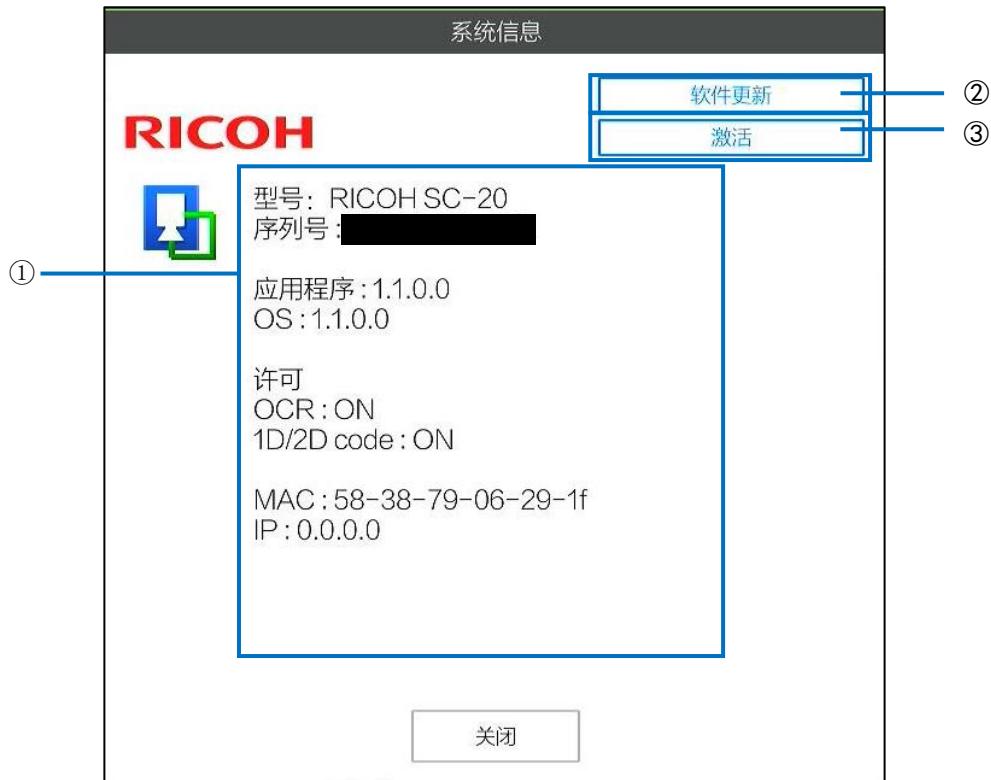 系统信息
软件更新
②
RICOH
激活
③
型号: RICOH SC-20
序列号 :
①
应用程序 : 1.1.0.0
OS : 1.1.0.0
许可
OCR : ON
1D/2D code : ON
MAC : 58-38-79-06-29-1f
IP : 0.0.0.0
关闭